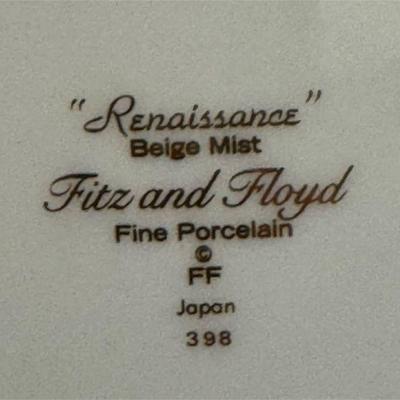 "Renaissance"
Beige Mist
Fitz and Floyd
Fine Porcelain
©
FF
Japan
398